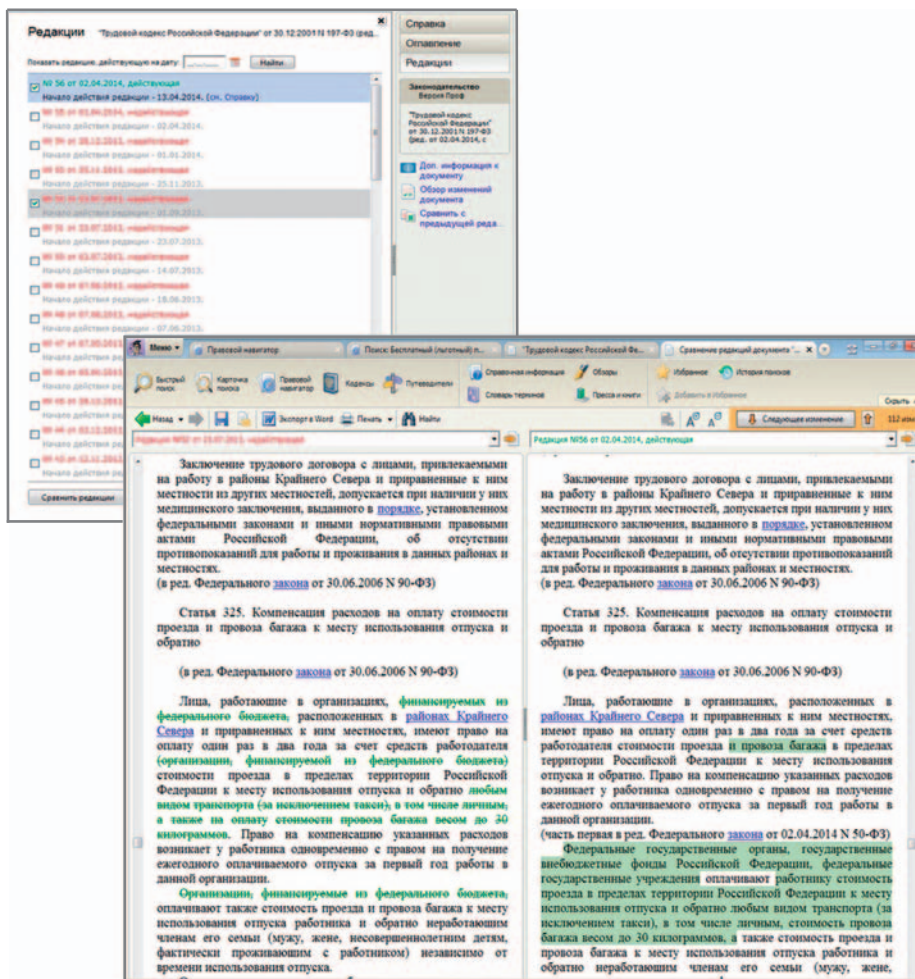 Редакции "Трудовой кодекс Российской Федерации" от 30.12.2001 N 197-ФЗ (ред...
Показать редакцию, действующую на дату: Найти
№ 56 от 02.04.2014, действующая
Начало действия редакции - 13.04.2014. (см. Справку)
Начало действия редакции - 02.04.2014.
Начало действия редакции - 01.01.2014.
Начало действия редакции - 25.11.2013.
Начало действия редакции - 01.09.2013.
Начало действия редакции - 23.07.2013.
Начало действия редакции - 14.07.2013.
Начало действия редакции - 18.06.2013.
Начало действия редакции - 07.06.2013.
Сравнить редакции
Справка
Оглавление
Редакции
Законодательство
Версия Проф
"Трудовой кодекс
Российской Федерации"
от 30.12.2001 N 197-ФЗ
(ред. от 02.04.2014, с
Доп. информация к
документу
Обзор изменений
документа
Сравнить с
предыдущей реда...
Меню Правовой навигатор Поиск: Бесплатный (льготный) п... "Трудовой кодекс Российской Фе... Сравнение редакций документа "...
Быстрый поиск Карточка поиска Правовой навигатор Кодексы Путеводители Справочная информация Обзоры Избранное История поисков
Словарь терминов Пресса и книги Добавить в Избранное
Скрыть
Назад Экспорт в Word Печать Найти Следующее изменение 112 изм
Редакция №56 от 02.04.2014, действующая
Заключение трудового договора с лицами, привлекаемыми
на работу в районы Крайнего Севера и приравненные к ним
местности из других местностей, допускается при наличии у них
медицинского заключения, выданного в порядке, установленном
федеральными законами и иными нормативными правовыми
актами Российской Федерации, об отсутствии
противопоказаний для работы и проживания в данных районах и
местностях.
(в ред. Федерального закона от 30.06.2006 N 90-ФЗ)
Статья 325. Компенсация расходов на оплату стоимости
проезда и провоза багажа к месту использования отпуска и
обратно
(в ред. Федерального закона от 30.06.2006 N 90-ФЗ)
Лица, работающие в организациях, финансируемых из
федерального бюджета, расположенных в районах Крайнего
Севера и приравненных к ним местностях, имеют право на
оплату один раз в два года за счет средств работодателя
(организации, финансируемой из федерального бюджета)
стоимости проезда в пределах территории Российской
Федерации к месту использования отпуска и обратно любым
видом транспорта (за исключением такси), в том числе личным,
а также на оплату стоимости провоза багажа весом до 30
килограммов. Право на компенсацию указанных расходов
возникает у работника одновременно с правом на получение
ежегодного оплачиваемого отпуска за первый год работы в
данной организации.
Организации, финансируемые из федерального бюджета,
оплачивают также стоимость проезда и провоза багажа к месту
использования отпуска работника и обратно неработающим
членам его семьи (мужу, жене, несовершеннолетним детям,
фактически проживающим с работником) независимо от
времени использования отпуска.
Заключение трудового договора с лицами, привлекаемыми
на работу в районы Крайнего Севера и приравненные к ним
местности из других местностей, допускается при наличии у них
медицинского заключения, выданного в порядке, установленном
федеральными законами и иными нормативными правовыми
актами Российской Федерации, об отсутствии противопоказаний
для работы и проживания в данных районах и местностях.
(в ред. Федерального закона от 30.06.2006 N 90-ФЗ)
Статья 325. Компенсация расходов на оплату стоимости
проезда и провоза багажа к месту использования отпуска и
обратно
(в ред. Федерального закона от 30.06.2006 N 90-ФЗ)
Лица, работающие в организациях, расположенных в
районах Крайнего Севера и приравненных к ним местностях,
имеют право на оплату один раз в два года за счет средств
работодателя стоимости проезда и провоза багажа в пределах
территории Российской Федерации к месту использования
отпуска и обратно. Право на компенсацию указанных расходов
возникает у работника одновременно с правом на получение
ежегодного оплачиваемого отпуска за первый год работы в
данной организации.
(часть первая в ред. Федерального закона от 02.04.2014 N 50-ФЗ)
Федеральные государственные органы, государственные
внебюджетные фонды Российской Федерации, федеральные
государственные учреждения оплачивают работнику стоимость
проезда в пределах территории Российской Федерации к месту
использования отпуска и обратно любым видом транспорта (за
исключением такси), в том числе личным, стоимость провоза
багажа весом до 30 килограммов, а также стоимость проезда и
провоза багажа к месту использования отпуска работника и
обратно неработающим членам его семьи (мужу, жене,